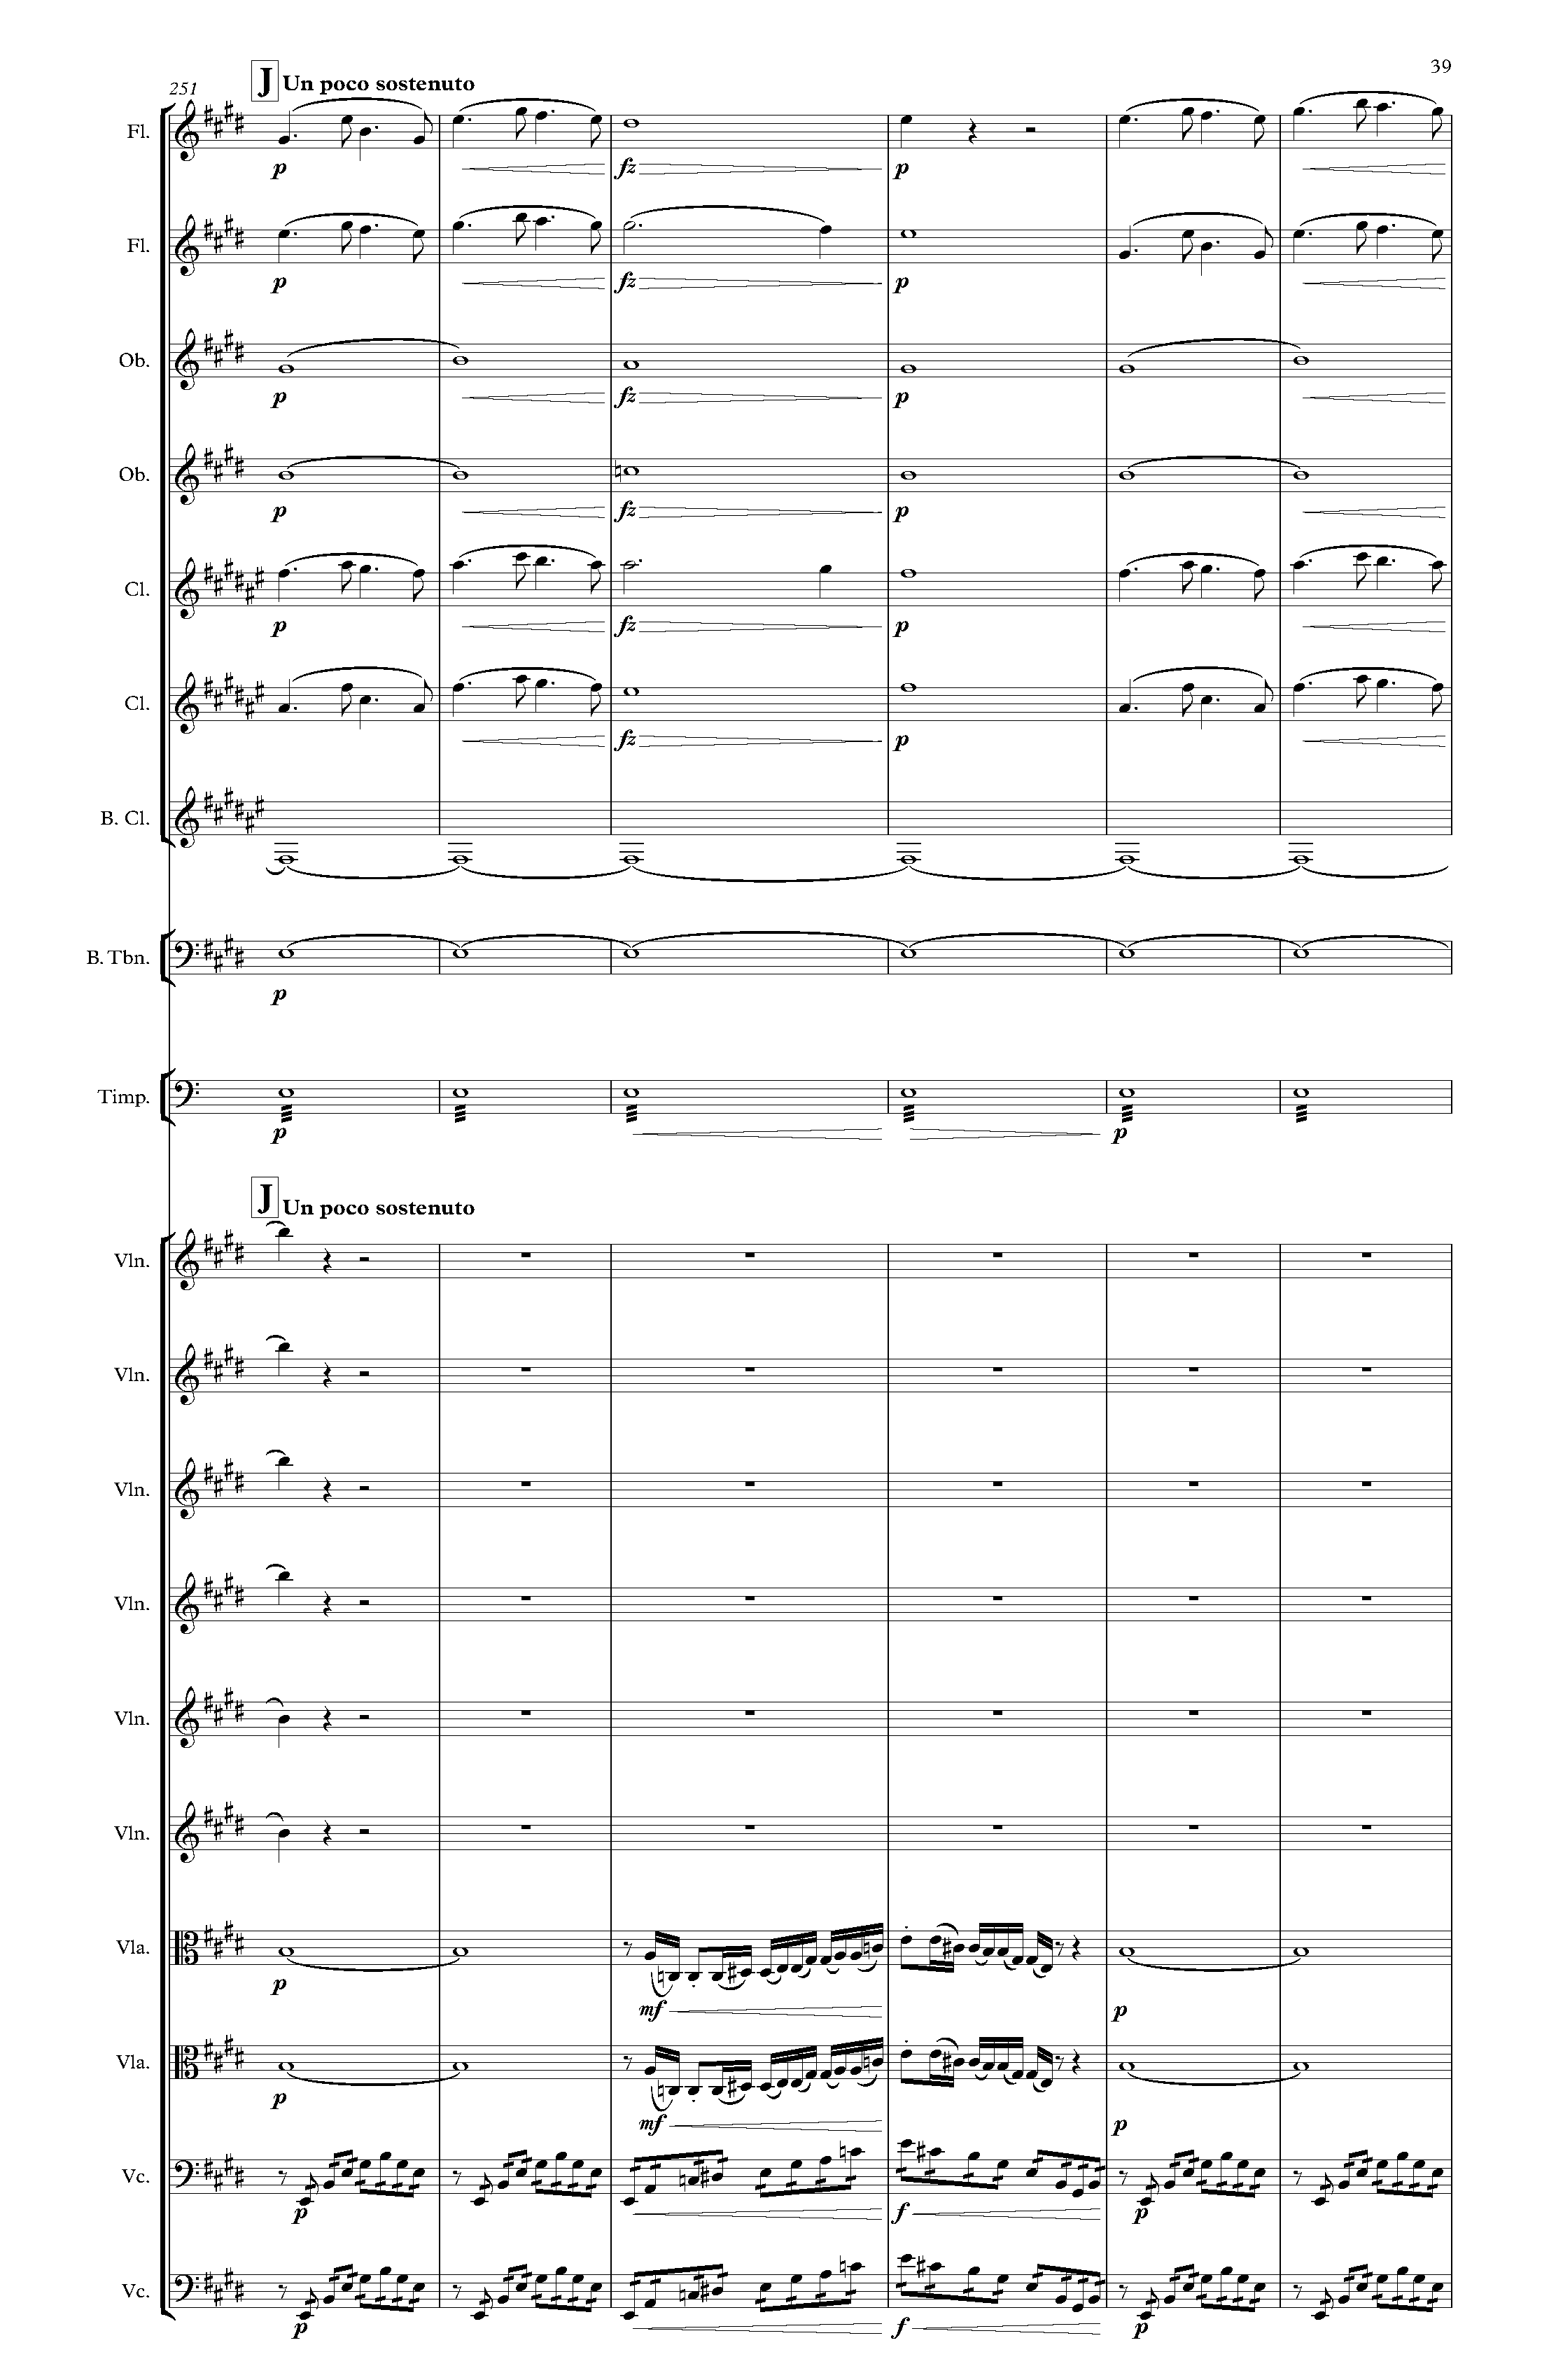 39
251
J Un poco sostenuto
Fl.
p fz p
Fl.
p fz p
Ob.
p fz p
Ob.
p fz p
Cl.
p fz p
Cl.
fz p
B. Cl.
B. Tbn.
p
Timp.
p p
J Un poco sostenuto
Vln.
Vln.
Vln.
Vln.
Vln.
Vln.
Vla.
p mf p
Vla.
p mf p
Vc.
p f p
Vc.
p f p